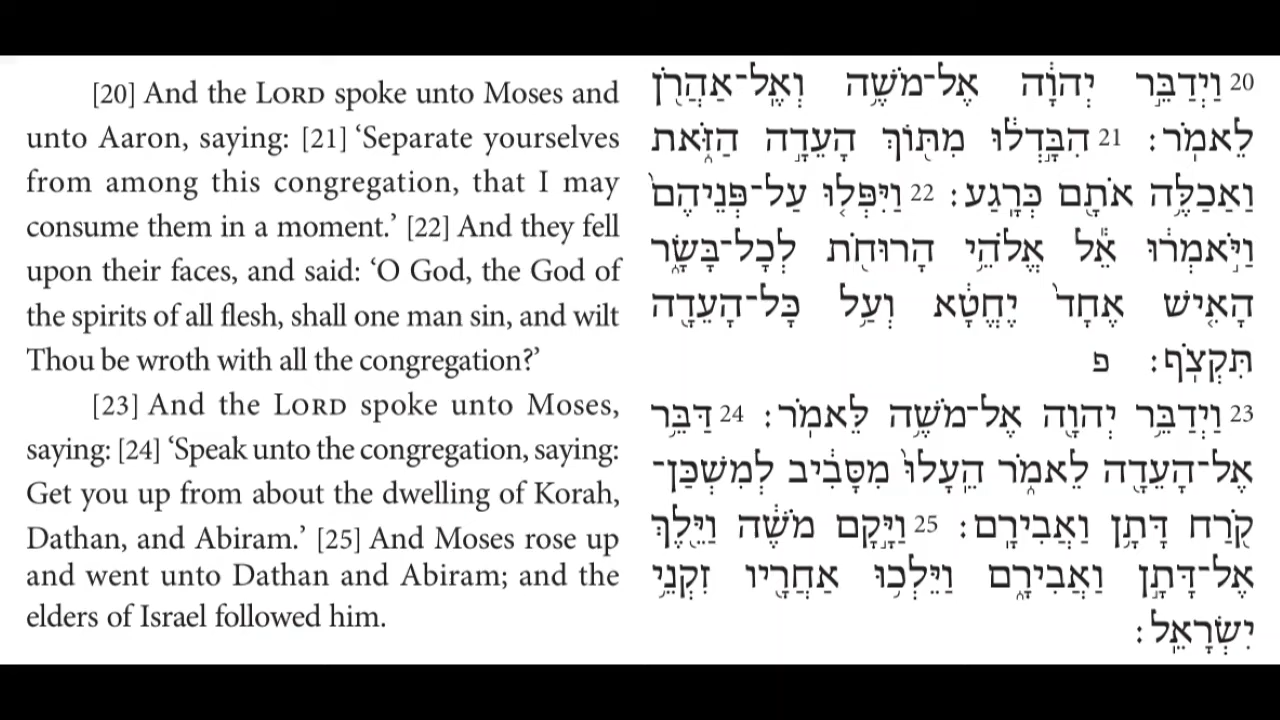 [20] And the LORD spoke unto Moses and
unto Aaron, saying: [21] ‘Separate yourselves
from among this congregation, that I may
consume them in a moment.’ [22] And they fell
upon their faces, and said: ‘O God, the God of
the spirits of all flesh, shall one man sin, and wilt
Thou be wroth with all the congregation?’
[23] And the LORD spoke unto Moses,
saying: [24] ‘Speak unto the congregation, saying:
Get you up from about the dwelling of Korah,
Dathan, and Abiram.’ [25] And Moses rose up
and went unto Dathan and Abiram; and the
elders of Israel followed him.
20 וַיְדַבֵּ֣ר יְהוָ֔ה אֶל־מֹשֶׁ֥ה וְאֶֽל־אַהֲרֹ֖ן
לֵאמֹֽר׃ 21 הִבָּ֣דְל֔וּ מִתּ֖וֹךְ הָעֵדָ֣ה הַזֹּ֑את
וַאַכַלֶּ֥ה אֹתָ֖ם כְּרָֽגַע׃ 22 וַיִּפְּל֤וּ עַל־פְּנֵיהֶם֙
וַיֹּ֣אמְר֔וּ אֵ֕ל אֱלֹהֵ֥י הָרוּחֹ֖ת לְכָל־בָּשָׂ֑ר
הָאִ֤ישׁ אֶחָד֙ יֶחֱטָ֔א וְעַ֥ל כָּל־הָעֵדָ֖ה
תִּקְצֹֽף׃ פ
23 וַיְדַבֵּ֥ר יְהוָ֖ה אֶל־מֹשֶׁ֥ה לֵּאמֹֽר׃ 24 דַּבֵּ֥ר
אֶל־הָעֵדָ֖ה לֵאמֹ֑ר הֵֽעָלוּ֙ מִסָּבִ֔יב לְמִשְׁכַּן־
קֹ֖רַח דָּתָ֥ן וַאֲבִירָֽם׃ 25 וַיָּ֣קָם מֹשֶׁ֔ה וַיֵּ֖לֶךְ
אֶל־דָּתָ֣ן וַאֲבִירָ֑ם וַיֵּלְכ֥וּ אַחֲרָ֖יו זִקְנֵ֥י
יִשְׂרָאֵֽל׃